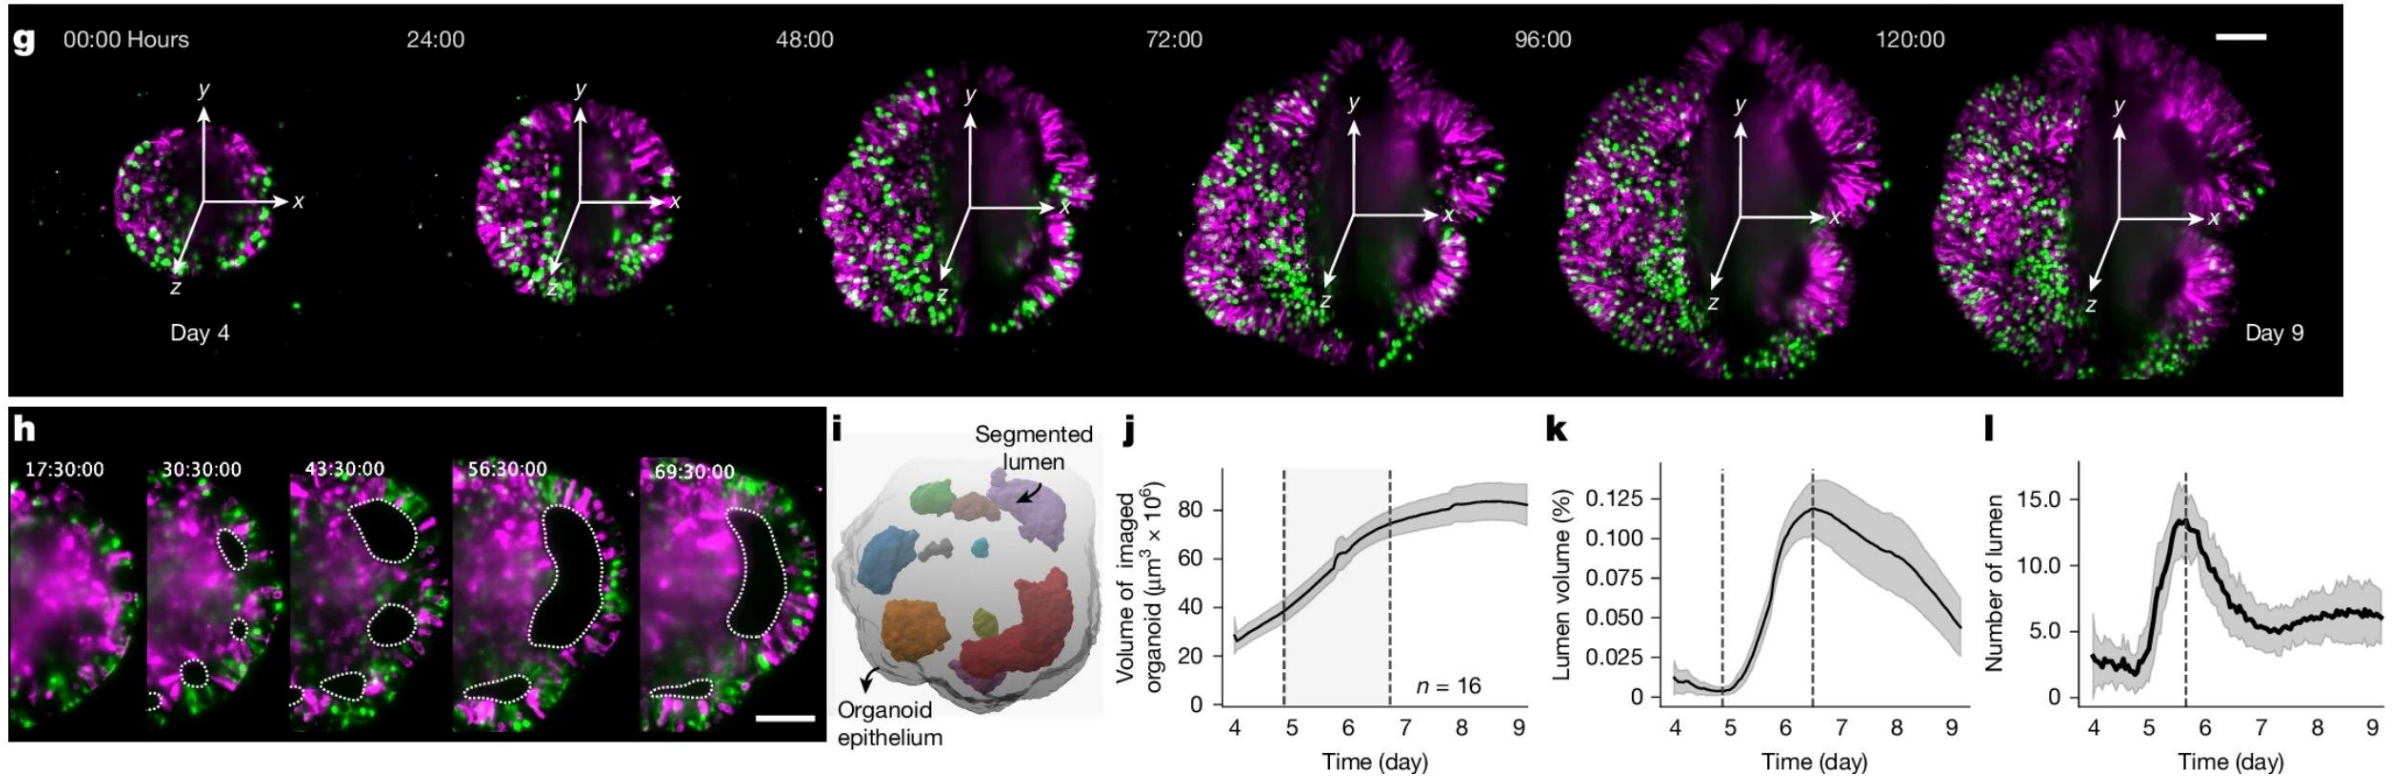 g
00:00 Hours
24:00
48:00
72:00
96:00
120:00
y
x
z
y
x
z
y
x
z
y
x
z
y
x
z
y
x
z
Day 4
Day 9
h
17:30:00
30:30:00
43:30:00
56:30:00
69:30:00
i
Segmented
lumen
Organoid
epithelium
j
Volume of imaged
organoid (μm³ × 10⁶)
80
60
40
20
0
n = 16
4 5 6 7 8 9
Time (day)
k
Lumen volume (%)
0.125
0.100
0.075
0.050
0.025
0
4 5 6 7 8 9
Time (day)
l
Number of lumen
15.0
10.0
5.0
0
4 5 6 7 8 9
Time (day)